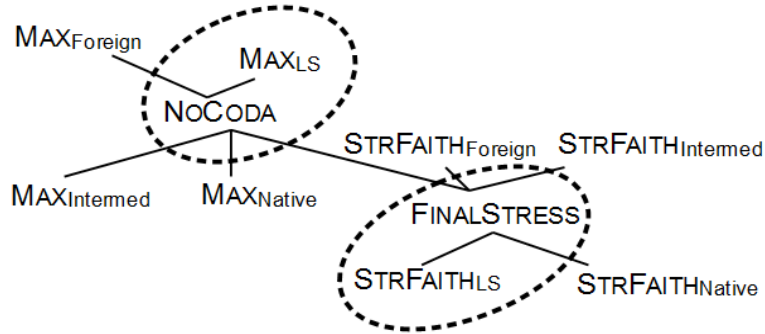 MAXForeign
MAXLS
NOCODA
STRFAITHForeign STRFAITHIntermed
MAXIntermed MAXNative
FINALSTRESS
STRFAITHLS STRFAITHNative